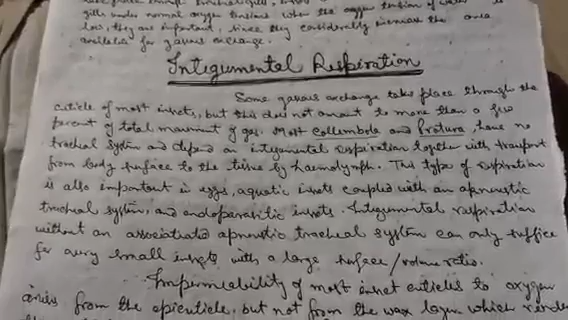 gills under normal oxygen tensions when the oxygen tension of water is
low, they are important, since they considerably increase the area
available for gaseous exchange.
Integumental Respiration
Some gaseous exchange takes place through the
cuticle of most insects, but this does not amount to more than a few
percent of total movement of gas. Most collembola and Protura, have no
tracheal system and depend on integumental respiration together with transport
from body surface to the tissue by haemolymph. This type of respiration
is also important in eggs, aquatic insects coupled with an apneustic
tracheal system, and endoparasitic insects. Integumental respiration
without an associated apneustic tracheal system can only suffice
for very small insects with a large surface/volume ratio.
Impermeability of most insect cuticles to oxygen
arises from the epicuticle, but not from the wax layer which render